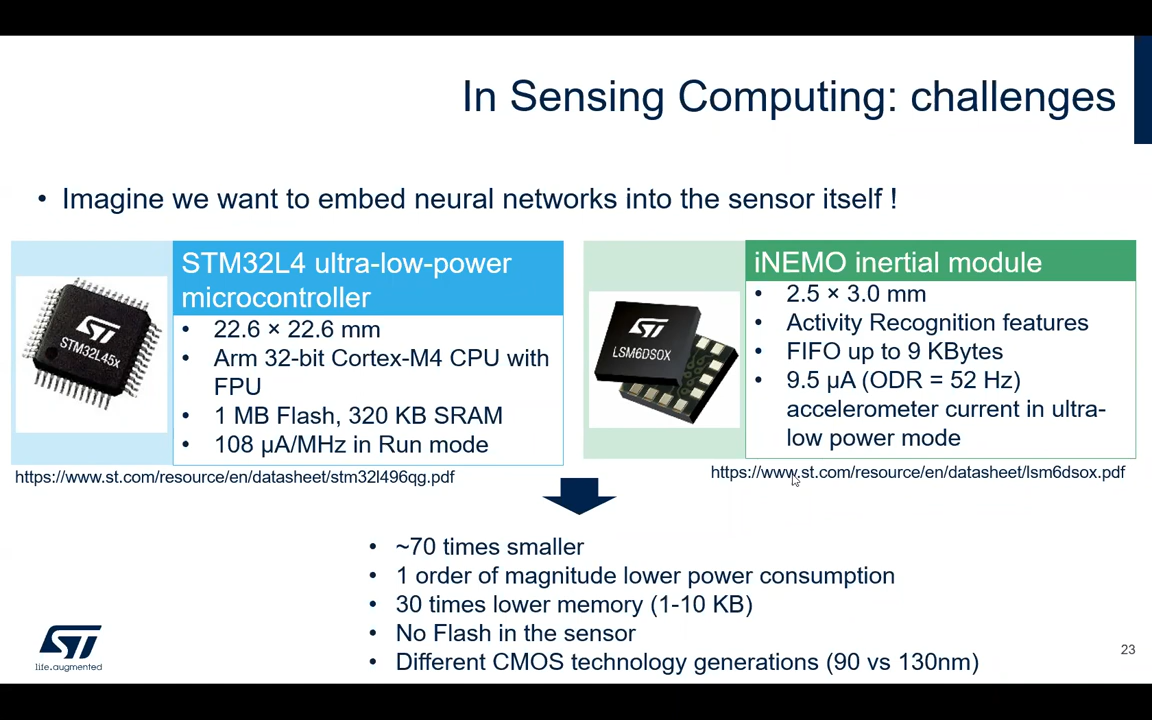 In Sensing Computing: challenges
• Imagine we want to embed neural networks into the sensor itself !
STM32L45x
STM32L4 ultra-low-power
microcontroller
• 22.6 × 22.6 mm
• Arm 32-bit Cortex-M4 CPU with
FPU
• 1 MB Flash, 320 KB SRAM
• 108 µA/MHz in Run mode
https://www.st.com/resource/en/datasheet/stm32l496qg.pdf
LSM6DSOX
iNEMO inertial module
• 2.5 × 3.0 mm
• Activity Recognition features
• FIFO up to 9 KBytes
• 9.5 µA (ODR = 52 Hz)
accelerometer current in ultra-
low power mode
https://www.st.com/resource/en/datasheet/lsm6dsox.pdf
• ~70 times smaller
• 1 order of magnitude lower power consumption
• 30 times lower memory (1-10 KB)
• No Flash in the sensor
• Different CMOS technology generations (90 vs 130nm)
ST
life.augmented
23